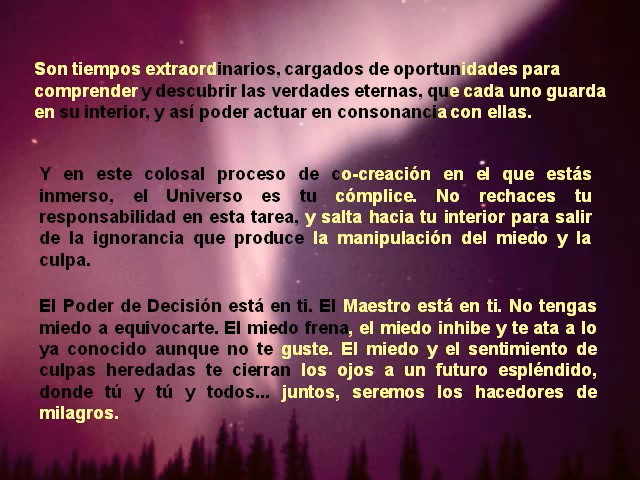 Son tiempos extraordinarios, cargados de oportunidades para
comprender y descubrir las verdades eternas, que cada uno guarda
en su interior, y así poder actuar en consonancia con ellas.
Y en este colosal proceso de co-creación en el que estás
inmerso, el Universo es tu cómplice. No rechaces tu
responsabilidad en esta tarea, y salta hacia tu interior para salir
de la ignorancia que produce la manipulación del miedo y la
culpa.
El Poder de Decisión está en ti. El Maestro está en ti. No tengas
miedo a equivocarte. El miedo frena, el miedo inhibe y te ata a lo
ya conocido aunque no te guste. El miedo y el sentimiento de
culpas heredadas te cierran los ojos a un futuro espléndido,
donde tú y tú y todos... juntos, seremos los hacedores de
milagros.